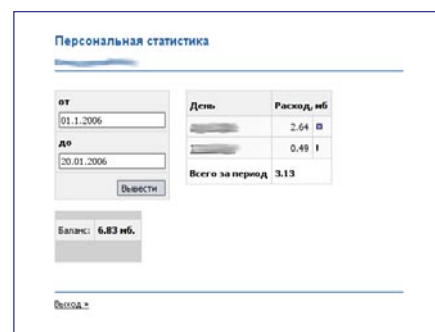 Персональная статистика
от
01.1.2006
до
20.01.2006
Вывести
День Расход, мб
2.64
0.49
Всего за период 3.13
Баланс: 6.83 мб.
Выход »